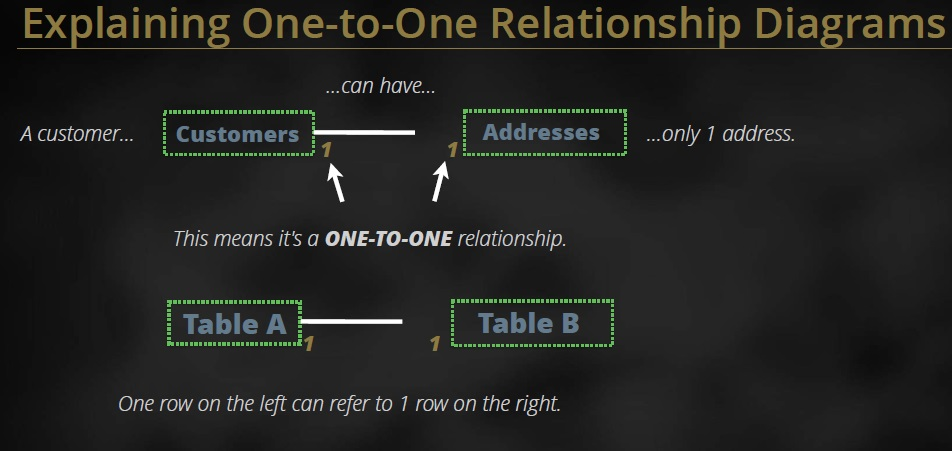 Explaining One-to-One Relationship Diagrams
...can have...
A customer... Customers Addresses ...only 1 address.
1 1
This means it's a ONE-TO-ONE relationship.
Table A Table B
1 1
One row on the left can refer to 1 row on the right.